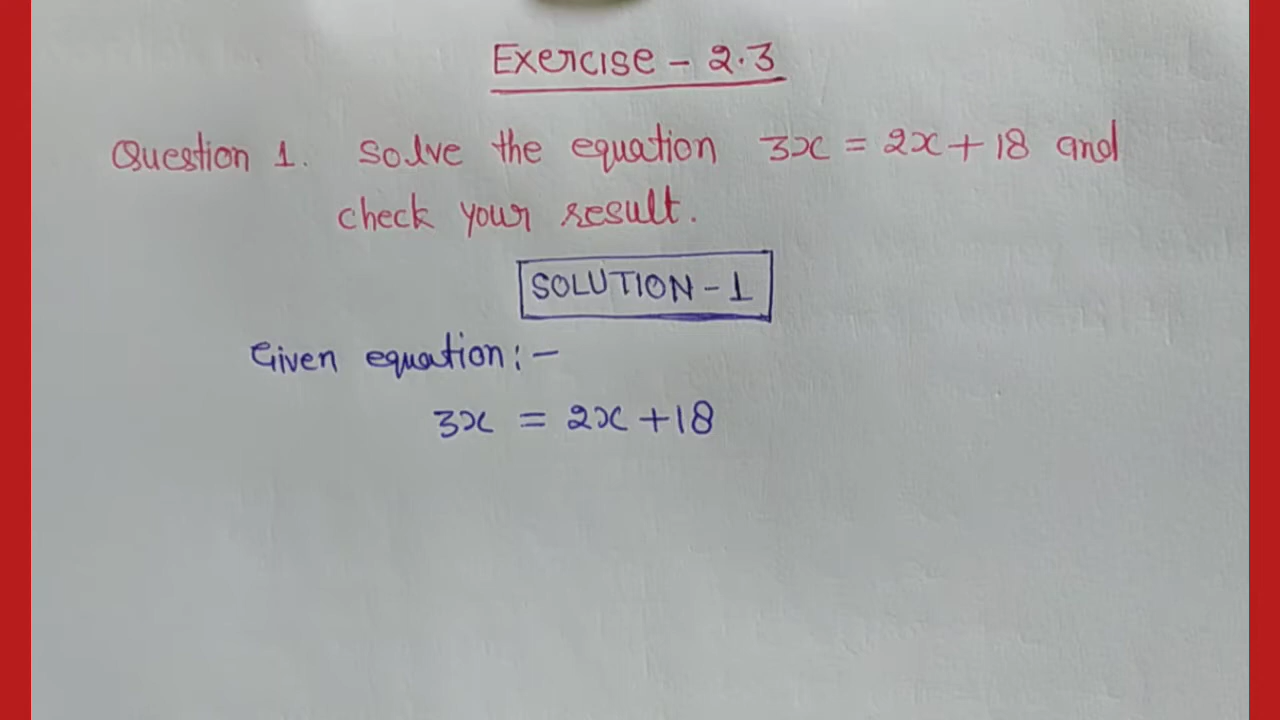 Exercise - 2.3
Question 1. Solve the equation 3x = 2x + 18 and
check your result.
SOLUTION - 1
Given equation:-
3x = 2x + 18